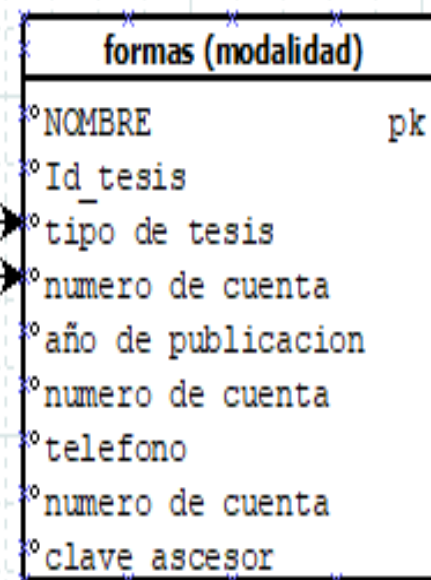 formas (modalidad)
NOMBRE pk
Id_tesis
tipo de tesis
numero de cuenta
año de publicacion
numero de cuenta
telefono
numero de cuenta
clave ascesor